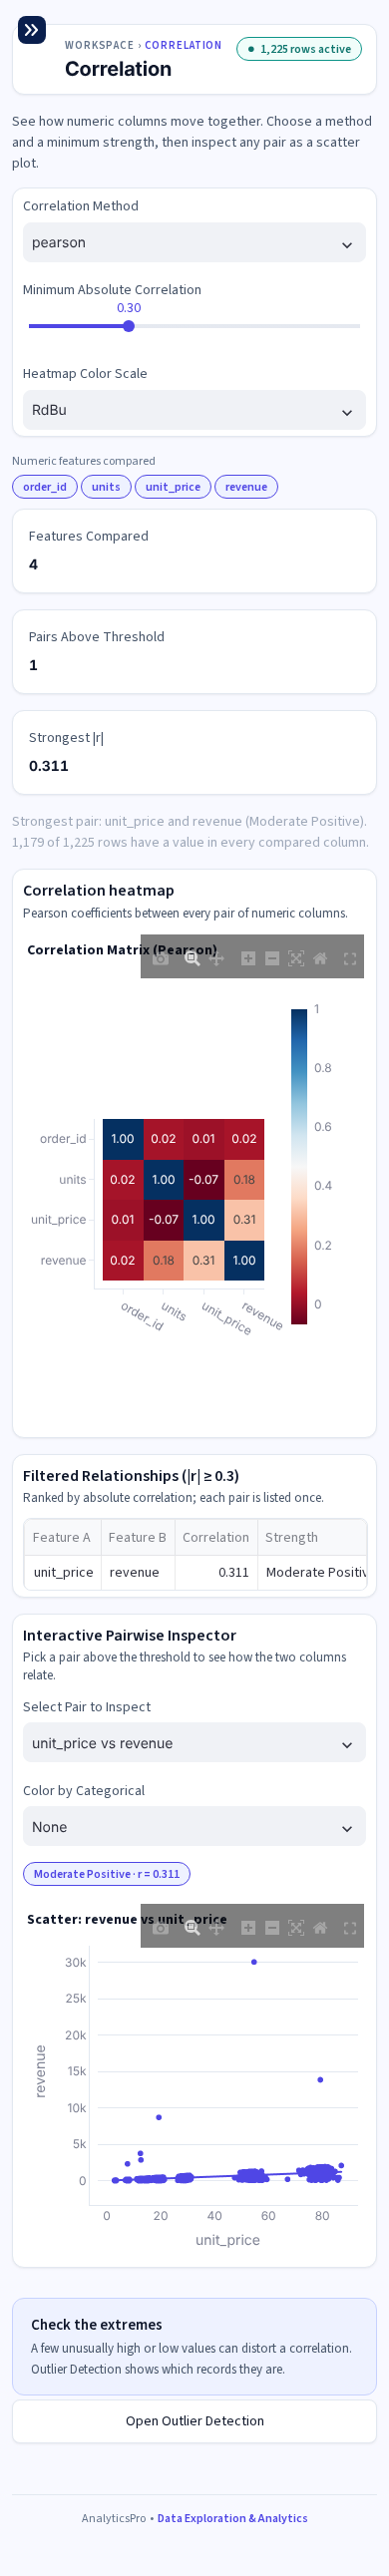 WORKSPACE › CORRELATION
Correlation
1,225 rows active
See how numeric columns move together. Choose a method
and a minimum strength, then inspect any pair as a scatter
plot.
Correlation Method
pearson
Minimum Absolute Correlation
0.30
Heatmap Color Scale
RdBu
Numeric features compared
order_id units unit_price revenue
Features Compared
4
Pairs Above Threshold
1
Strongest |r|
0.311
Strongest pair: unit_price and revenue (Moderate Positive).
1,179 of 1,225 rows have a value in every compared column.
Correlation heatmap
Pearson coefficients between every pair of numeric columns.
Correlation Matrix (Pearson)
1
0.8
0.6
0.4
0.2
0
order_id 1.00 0.02 0.01 0.02
units 0.02 1.00 -0.07 0.18
unit_price 0.01 -0.07 1.00 0.31
revenue 0.02 0.18 0.31 1.00
order_id units unit_price revenue
Filtered Relationships (|r| ≥ 0.3)
Ranked by absolute correlation; each pair is listed once.
Feature A Feature B Correlation Strength
unit_price revenue 0.311 Moderate Positiv
Interactive Pairwise Inspector
Pick a pair above the threshold to see how the two columns
relate.
Select Pair to Inspect
unit_price vs revenue
Color by Categorical
None
Moderate Positive · r = 0.311
Scatter: revenue vs unit_price
30k
25k
20k
15k
10k
5k
0
revenue
0 20 40 60 80
unit_price
Check the extremes
A few unusually high or low values can distort a correlation.
Outlier Detection shows which records they are.
Open Outlier Detection
AnalyticsPro • Data Exploration & Analytics